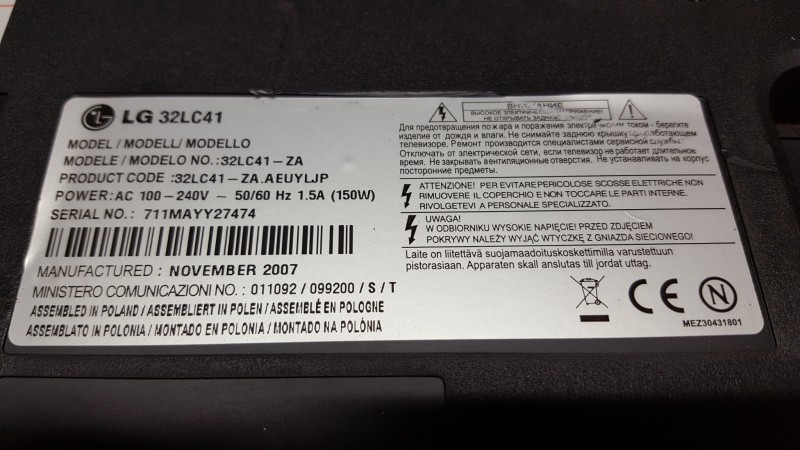 LG 32LC41
MODEL / MODELL / MODELLO
MODELE / MODELO NO. : 32LC41-ZA
PRODUCT CODE : 32LC41-ZA.AEUYLJP
POWER: AC 100-240V ~ 50/60 Hz 1.5A (150W)
SERIAL NO. : 711MAYY27474
MANUFACTURED : NOVEMBER 2007
MINISTERO COMUNICAZIONI NO. : 011092 / 099200 / S / T
ASSEMBLED IN POLAND / ASSEMBLIERT IN POLEN / ASSEMBLÉ EN POLOGNE
ASSEMBLATO IN POLONIA / MONTADO EN POLONIA / MONTADO NA POLÓNIA
ВНИМАНИЕ
ВЫСОКОЕ ЭЛЕКТРИЧЕСКОЕ НАПРЯЖЕНИЕ!
НЕ ОТКРЫВАТЬ ЗАДНЮЮ
Для предотвращения пожара и поражения электрическим током - берегите
изделие от дождя и влаги. Не снимайте заднюю крышку при работающем
телевизоре. Ремонт производится специалистами сервисной службы.
Отключать от электрической сети, если телевизор не работает длительное
время. Не закрывать вентиляционные отверстия. Не устанавливать на корпус
посторонние предметы.
ATTENZIONE! PER EVITARE PERICOLOSE SCOSSE ELETTRICHE NON
RIMUOVERE IL COPERCHIO E NON TOCCARE LE PARTI INTERNE.
RIVOLGETEVI A PERSONALE SPECIALIZZATO.
UWAGA!
W ODBIORNIKU WYSOKIE NAPIĘCIE! PRZED ZDJĘCIEM
POKRYWY NALEŻY WYJĄĆ WTYCZKĘ Z GNIAZDA SIECIOWEGO!
Laite on liitettävä suojamaadoituskoskettimilla varustettuun
pistorasiaan. Apparaten skall anslutas till jordat uttag.
CE N
MEZ30431801